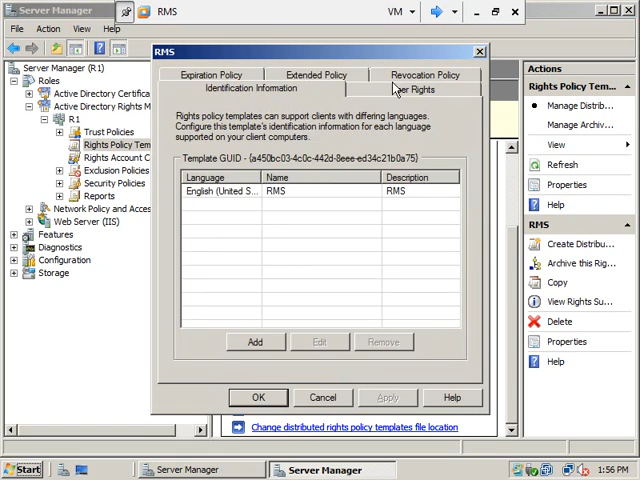 Server Manager
RMS
VM
File Action View Help
Server Manager (R1)
Roles
Active Directory Certifica
Active Directory Rights M
R1
Trust Policies
Rights Policy Tem
Rights Account C
Exclusion Policies
Security Policies
Reports
Network Policy and Acces
Web Server (IIS)
Features
Diagnostics
Configuration
Storage
RMS
Expiration Policy Extended Policy Revocation Policy
Identification Information Rights
Rights policy templates can support clients with differing languages.
Configure this template's identification information for each language
supported on your client computers.
Template GUID - {a450bc03-4c0c-442d-8eee-ed34c21b0a75}
Language Name Description
English (United S... RMS RMS
Add Edit Remove
OK Cancel Apply Help
Change distributed rights policy templates file location
Actions
Rights Policy Tem...
Manage Distrib...
Manage Archiv...
View
Refresh
Properties
Help
RMS
Create Distribu...
Archive this Rig...
Copy
View Rights Su...
Delete
Properties
Help
Start Server Manager Server Manager 1:56 PM